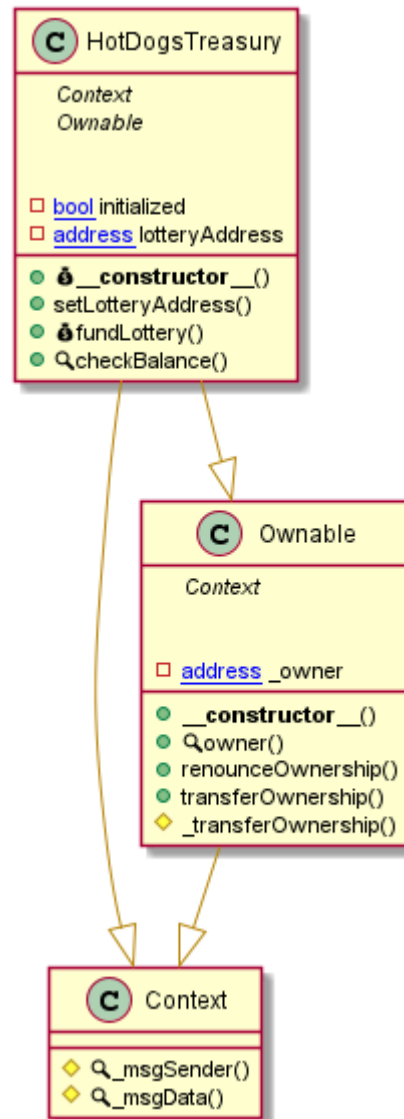 C HotDogsTreasury
Context
Ownable
bool initialized
address lotteryAddress
__constructor__()
setLotteryAddress()
fundLottery()
checkBalance()
C Ownable
Context
address _owner
__constructor__()
owner()
renounceOwnership()
transferOwnership()
_transferOwnership()
C Context
_msgSender()
_msgData()